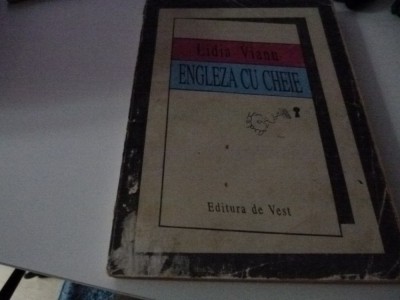 Lidia Vianu
ENGLEZA CU CHEIE
Editura de Vest